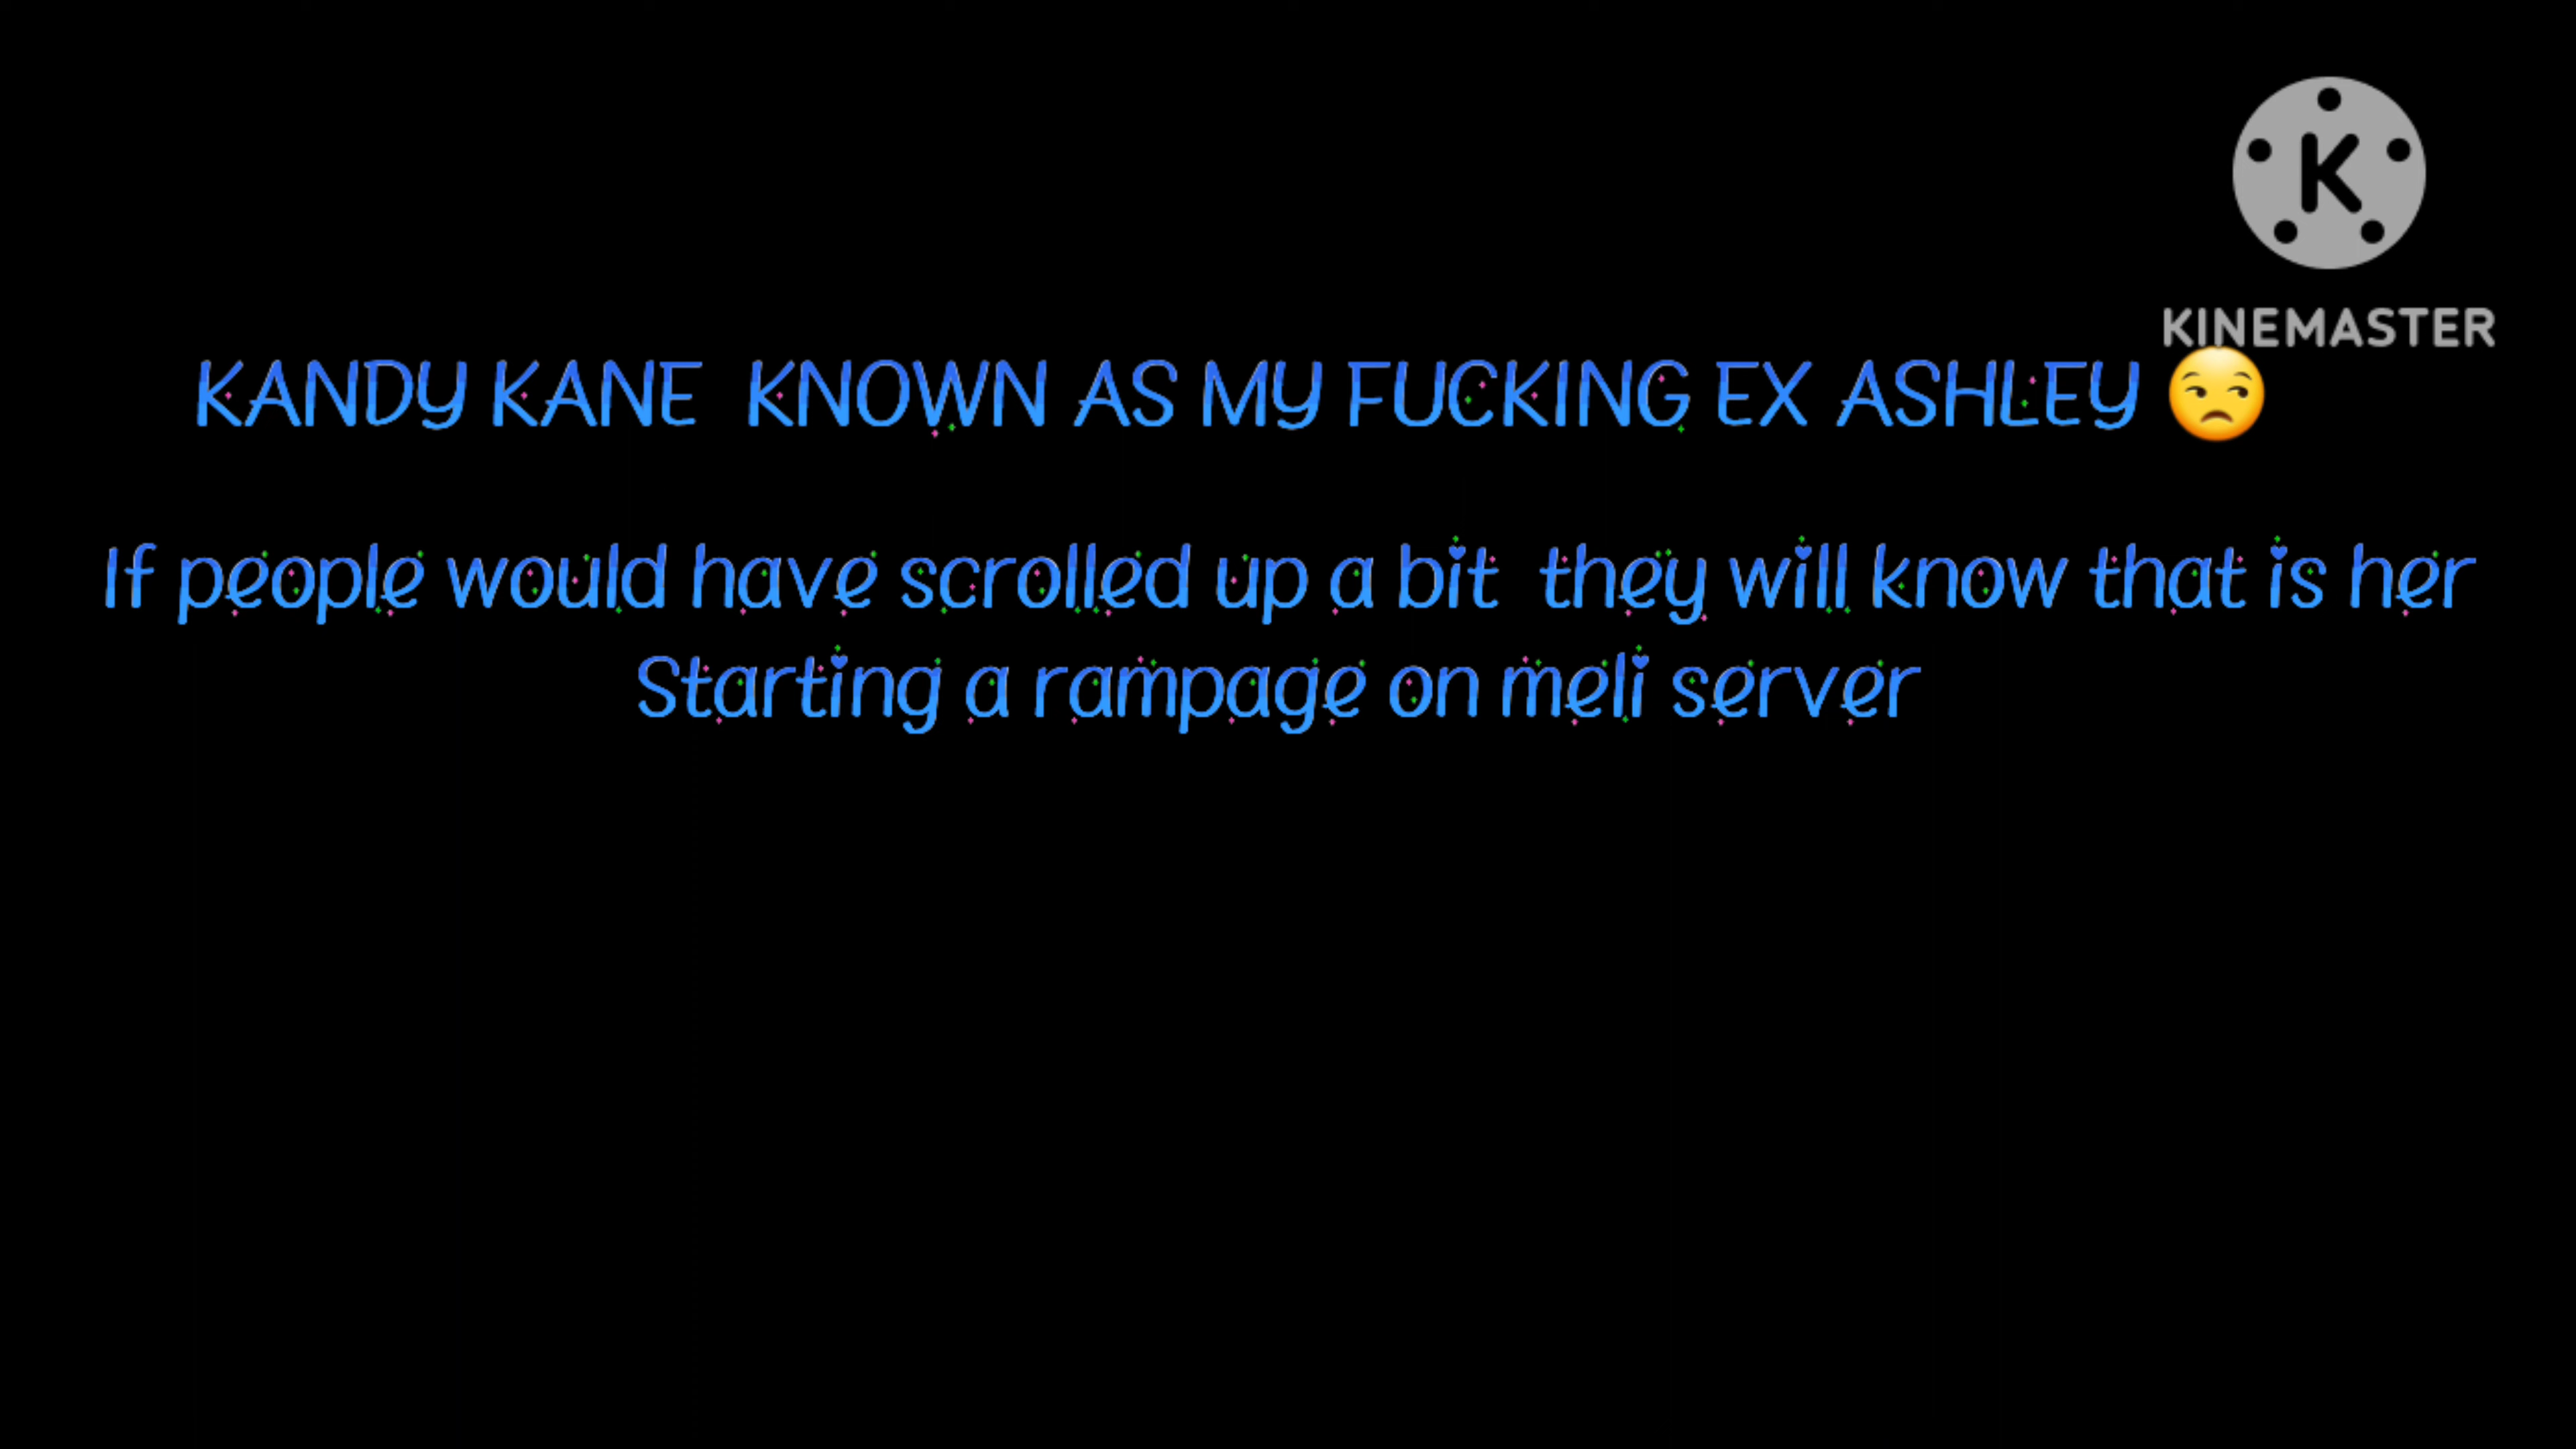 K
KINEMASTER
KANDY KANE  KNOWN AS MY FUCKING EX ASHLEY 😒
If people would have scrolled up a bit  they will know that is her
Starting a rampage on meli server